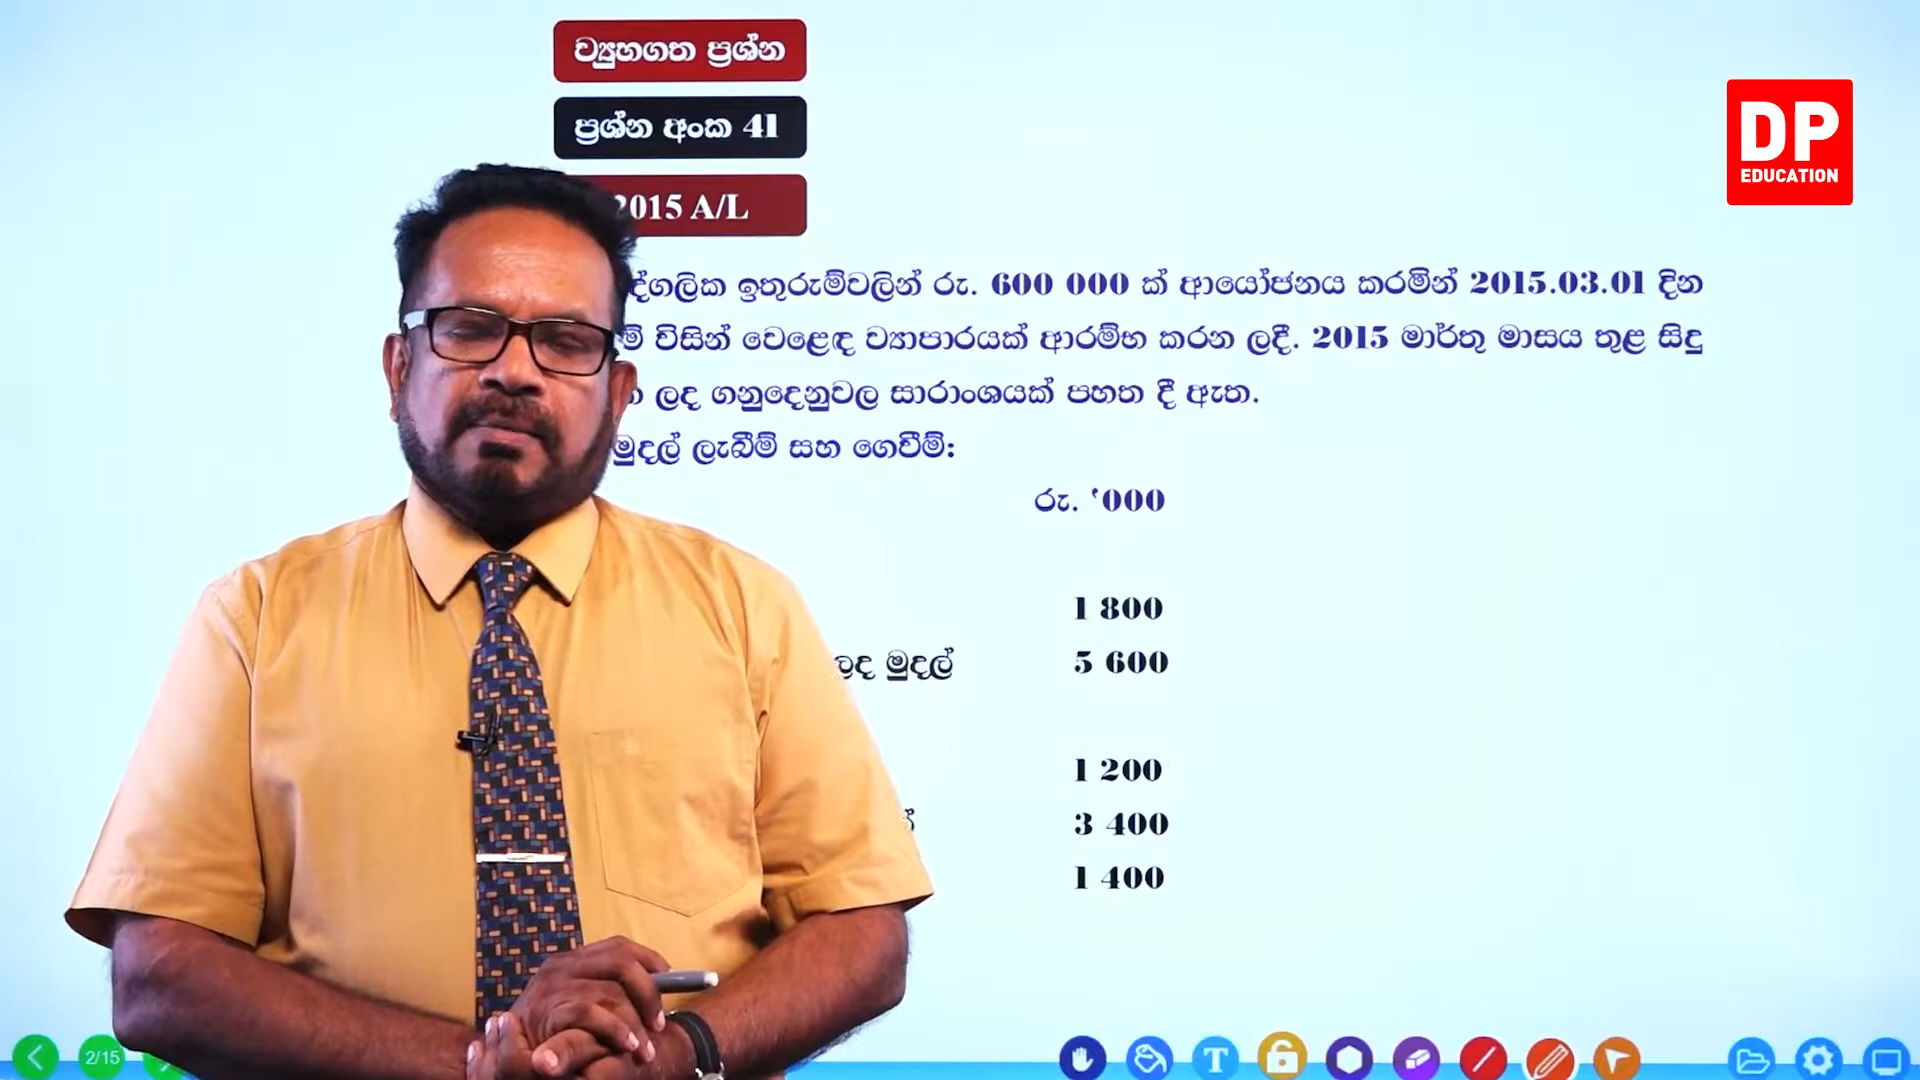 ව්‍යුහගත ප්‍රශ්න
ප්‍රශ්න අංක 41
2015 A/L
DP
EDUCATION
ඉතුරුම්වලින් රු. 600 000 ක් ආයෝජනය කරමින් 2015.03.01 දින
විසින් වෙළෙඳ ව්‍යාපාරයක් ආරම්භ කරන ලදී. 2015 මාර්තු මාසය තුළ සිදු
ලද ගනුදෙනුවල සාරාංශයක් පහත දී ඇත.
මුදල් ලැබීම් සහ ගෙවීම්:
රු. '000
1 800
ලද මුදල් 5 600
1 200
3 400
1 400
2/15
T